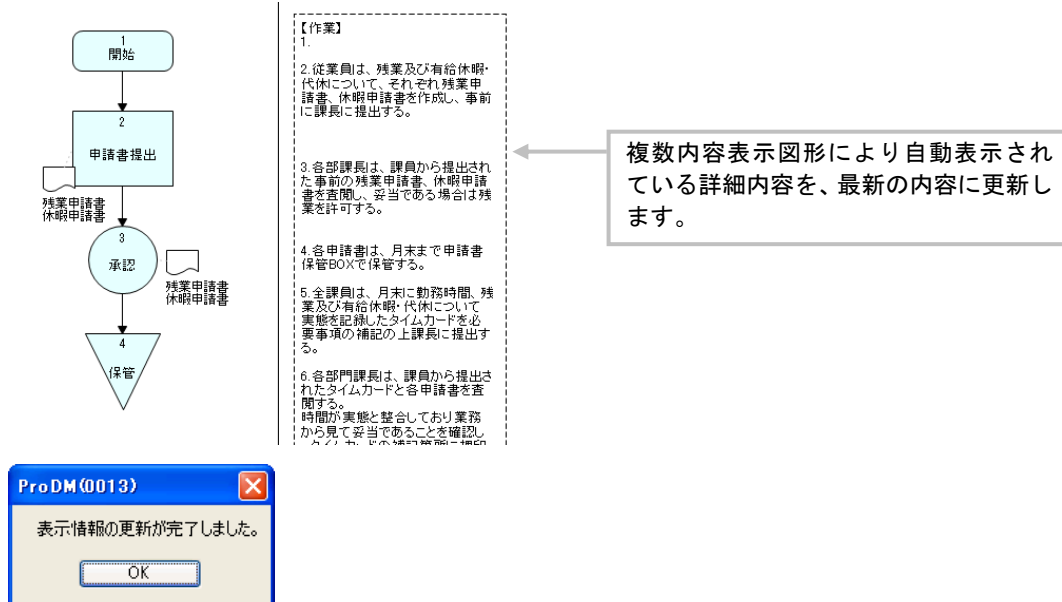 1
開始
2
申請書提出
残業申請書
休暇申請書
3
承認
残業申請書
休暇申請書
4
保管
【作業】
1.
2.従業員は、残業及び有給休暇・
代休について、それぞれ残業申
請書、休暇申請書を作成し、事前
に課長に提出する。
3.各部課長は、課員から提出され
た事前の残業申請書、休暇申請
書を査閲し、妥当である場合は残
業を許可する。
4.各申請書は、月末まで申請書
保管BOXで保管する。
5.全課員は、月末に勤務時間、残
業及び有給休暇・代休について
実態を記録したタイムカードを必
要事項の補記の上課長に提出す
る。
6.各部門課長は、課員から提出さ
れたタイムカードと各申請書を査
閲する。
時間が実態と整合しており業務
から見て妥当であることを確認し
複数内容表示図形により自動表示され
ている詳細内容を、最新の内容に更新し
ます。
ProDM(0013)
表示情報の更新が完了しました。
OK